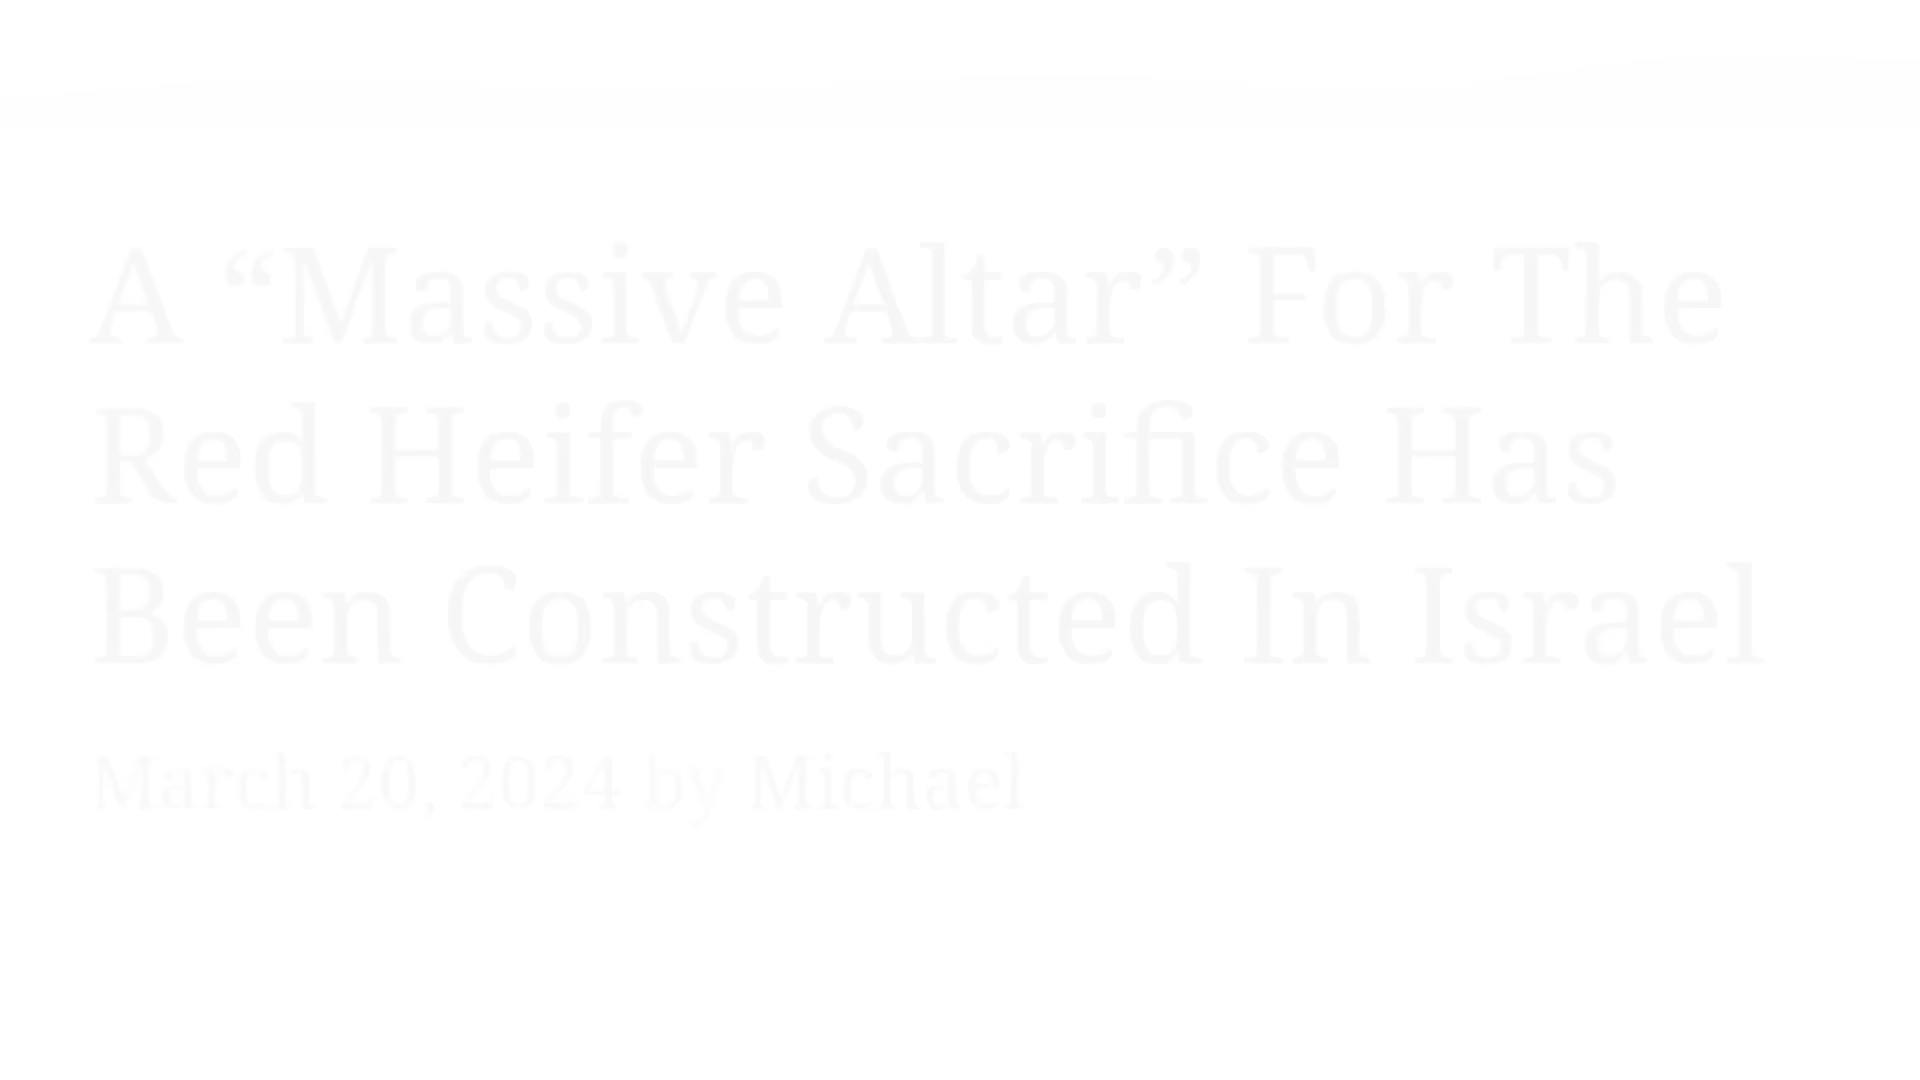 A “Massive Altar” For The
Red Heifer Sacrifice Has
Been Constructed In Israel
March 20, 2024 by Michael